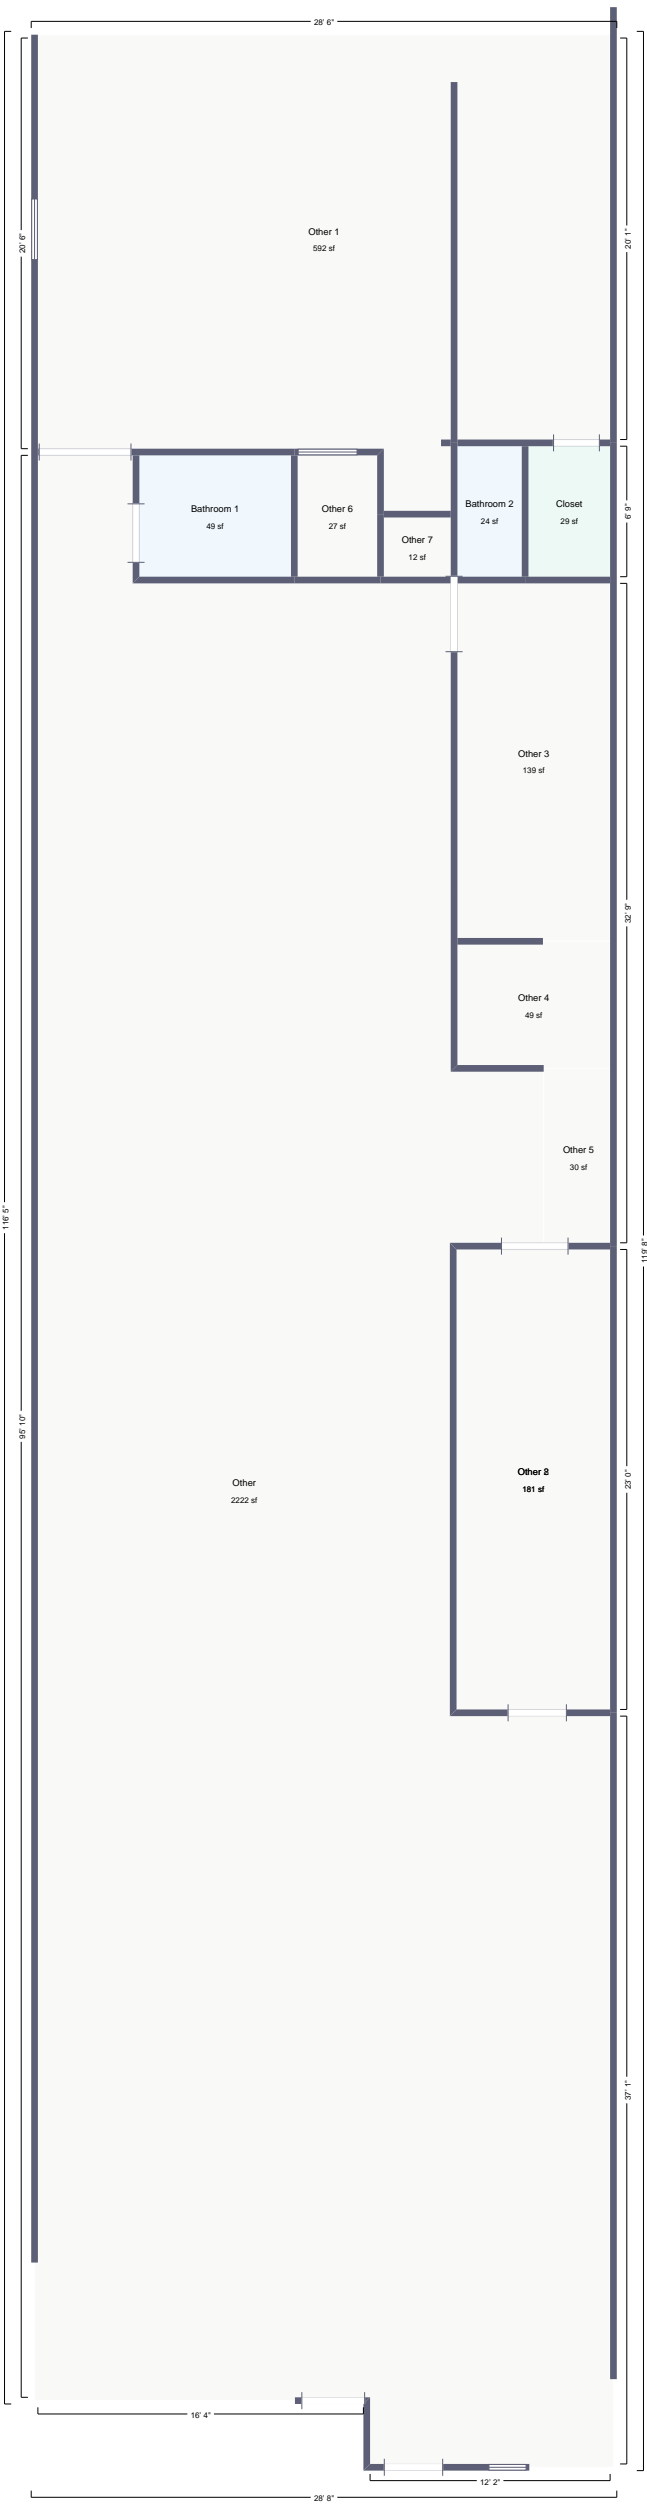 28' 6"
20' 6"
20' 1"
Other 1
592 sf
6' 9"
Bathroom 1
49 sf
Other 6
27 sf
Other 7
12 sf
Bathroom 2
24 sf
Closet
29 sf
Other 3
139 sf
32' 9"
Other 4
49 sf
Other 5
30 sf
116' 5"
119' 8"
95' 10"
Other
2222 sf
181 sf
23' 0"
37' 1"
16' 4"
12' 2"
28' 8"